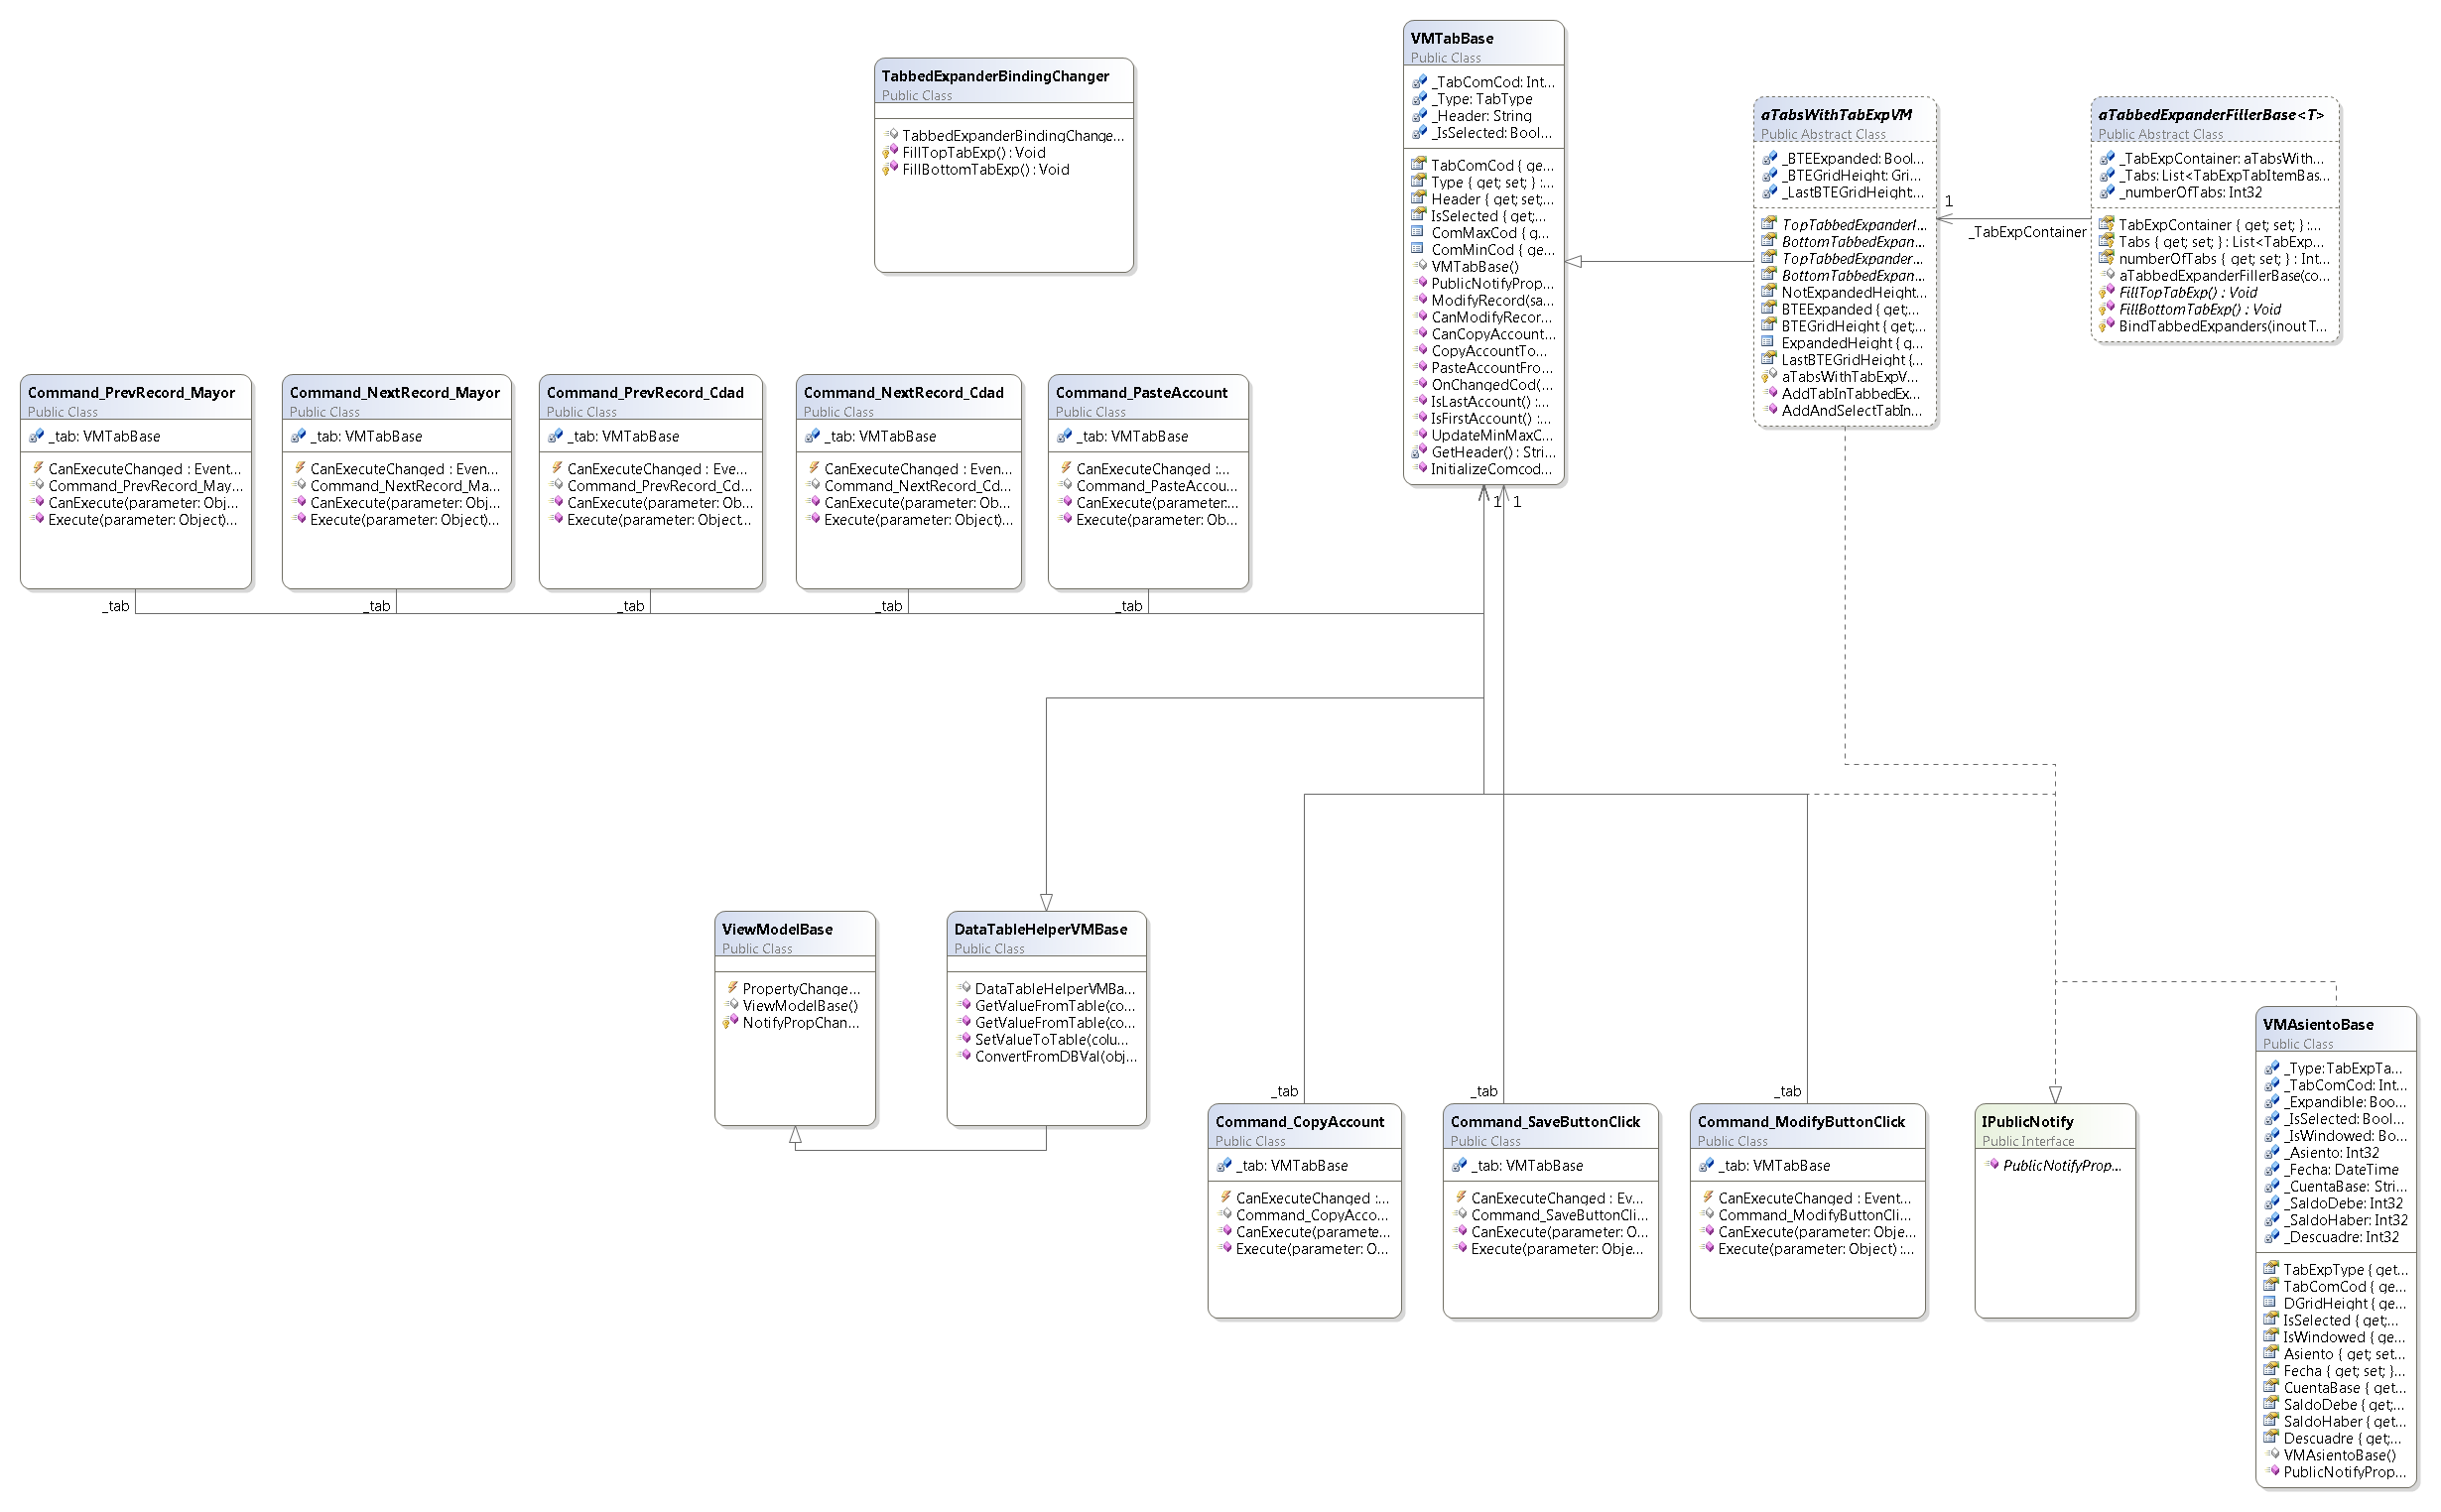 VMTabBase
Public Class
_TabComCod: Int...
_Type: TabType
_Header: String
_IsSelected: Bool...
TabComCod { ge...
Type { get; set; } :...
Header { get; set;...
IsSelected { get;...
ComMaxCod { g...
ComMinCod { ge...
VMTabBase()
PublicNotifyProp...
ModifyRecord(sa...
CanModifyRecor...
CanCopyAccount...
CopyAccountTo...
PasteAccountFro...
OnChangedCod(...
IsLastAccount() :...
IsFirstAccount() :...
UpdateMinMaxC...
GetHeader() : Stri...
InitializeComcod...
1
1
TabbedExpanderBindingChanger
Public Class
TabbedExpanderBindingChange...
FillTopTabExp() : Void
FillBottomTabExp() : Void
aTabsWithTabExpVM
Public Abstract Class
_BTEExpanded: Bool...
_BTEGridHeight: Gri...
_LastBTEGridHeight...
TopTabbedExpanderI...
BottomTabbedExpan...
TopTabbedExpander...
BottomTabbedExpan...
NotExpandedHeight...
BTEExpanded { get;...
BTEGridHeight { get;...
ExpandedHeight { g...
LastBTEGridHeight {...
aTabsWithTabExpV...
AddTabInTabbedEx...
AddAndSelectTabIn...
1
_TabExpContainer
aTabbedExpanderFillerBase<T>
Public Abstract Class
_TabExpContainer: aTabsWith...
_Tabs: List<TabExpTabItemBas...
_numberOfTabs: Int32
TabExpContainer { get; set; } :...
Tabs { get; set; } : List<TabExp...
numberOfTabs { get; set; } : Int...
aTabbedExpanderFillerBase(co...
FillTopTabExp() : Void
FillBottomTabExp() : Void
BindTabbedExpanders(inout T...
Command_PrevRecord_Mayor
Public Class
_tab: VMTabBase
CanExecuteChanged : Event...
Command_PrevRecord_May...
CanExecute(parameter: Obj...
Execute(parameter: Object)...
_tab
Command_NextRecord_Mayor
Public Class
_tab: VMTabBase
CanExecuteChanged : Even...
Command_NextRecord_Ma...
CanExecute(parameter: Obj...
Execute(parameter: Object)...
_tab
Command_PrevRecord_Cdad
Public Class
_tab: VMTabBase
CanExecuteChanged : Eve...
Command_PrevRecord_Cd...
CanExecute(parameter: Ob...
Execute(parameter: Object...
_tab
Command_NextRecord_Cdad
Public Class
_tab: VMTabBase
CanExecuteChanged : Eve...
Command_NextRecord_Cd...
CanExecute(parameter: Ob...
Execute(parameter: Object)...
_tab
Command_PasteAccount
Public Class
_tab: VMTabBase
CanExecuteChanged :...
Command_PasteAccou...
CanExecute(parameter:...
Execute(parameter: Ob...
_tab
ViewModelBase
Public Class
PropertyChange...
ViewModelBase()
NotifyPropChan...
DataTableHelperVMBase
Public Class
DataTableHelperVMBa...
GetValueFromTable(co...
GetValueFromTable(co...
SetValueToTable(colu...
ConvertFromDBVal(obj...
_tab
Command_CopyAccount
Public Class
_tab: VMTabBase
CanExecuteChanged :...
Command_CopyAcco...
CanExecute(paramete...
Execute(parameter: O...
_tab
Command_SaveButtonClick
Public Class
_tab: VMTabBase
CanExecuteChanged : Ev...
Command_SaveButtonCli...
CanExecute(parameter: O...
Execute(parameter: Obje...
_tab
Command_ModifyButtonClick
Public Class
_tab: VMTabBase
CanExecuteChanged : Event...
Command_ModifyButtonCli...
CanExecute(parameter: Obje...
Execute(parameter: Object) :...
IPublicNotify
Public Interface
PublicNotifyProp...
VMAsientoBase
Public Class
_Type: TabExpTa...
_TabComCod: Int...
_Expandible: Boo...
_IsSelected: Bool...
_IsWindowed: Bo...
_Asiento: Int32
_Fecha: DateTime
_CuentaBase: Stri...
_SaldoDebe: Int32
_SaldoHaber: Int32
_Descuadre: Int32
TabExpType { get...
TabComCod { ge...
DGridHeight { ge...
IsSelected { get;...
IsWindowed { ge...
Asiento { get; set...
Fecha { get; set; }...
CuentaBase { get...
SaldoDebe { get;...
SaldoHaber { get...
Descuadre { get;...
VMAsientoBase()
PublicNotifyProp...